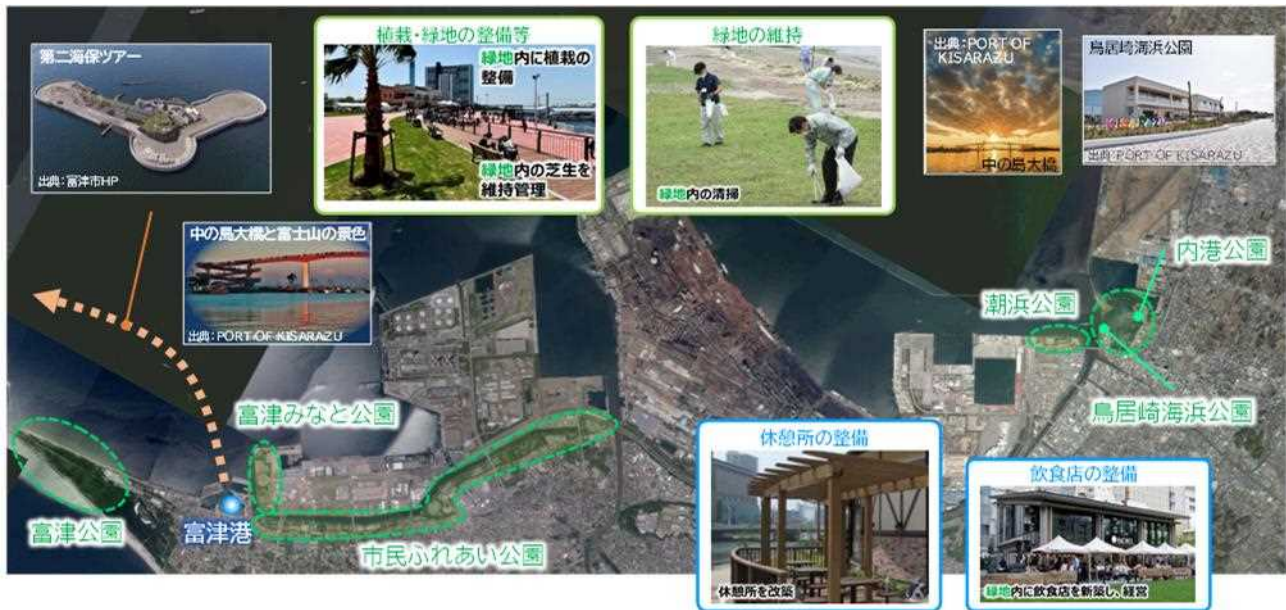 第二海保ツアー
出典：富津市HP
植栽・緑地の整備等
緑地内に植栽の
整備
緑地内の芝生を
維持管理
緑地の維持
緑地内の清掃
出典：PORT OF
KISARAZU
中の島大橋
鳥居崎海浜公園
出典：PORT OF KISARAZU
中の島大橋と富士山の景色
出典：PORT OF KISARAZU
内港公園
潮浜公園
鳥居崎海浜公園
富津みなと公園
富津公園
富津港
市民ふれあい公園
休憩所の整備
休憩所を改築
飲食店の整備
緑地内に飲食店を新築し、経営